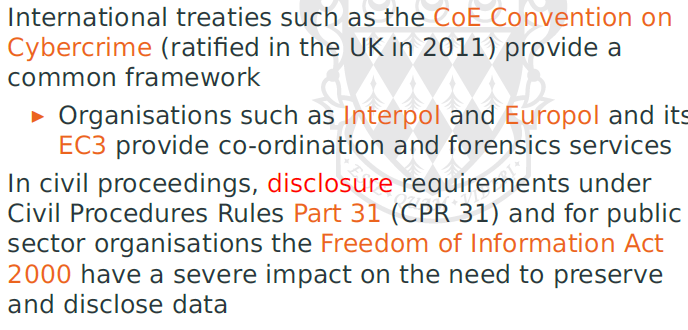 International treaties such as the CoE Convention on
Cybercrime (ratified in the UK in 2011) provide a
common framework
▶ Organisations such as Interpol and Europol and its
EC3 provide co-ordination and forensics services
In civil proceedings, disclosure requirements under
Civil Procedures Rules Part 31 (CPR 31) and for public
sector organisations the Freedom of Information Act
2000 have a severe impact on the need to preserve
and disclose data